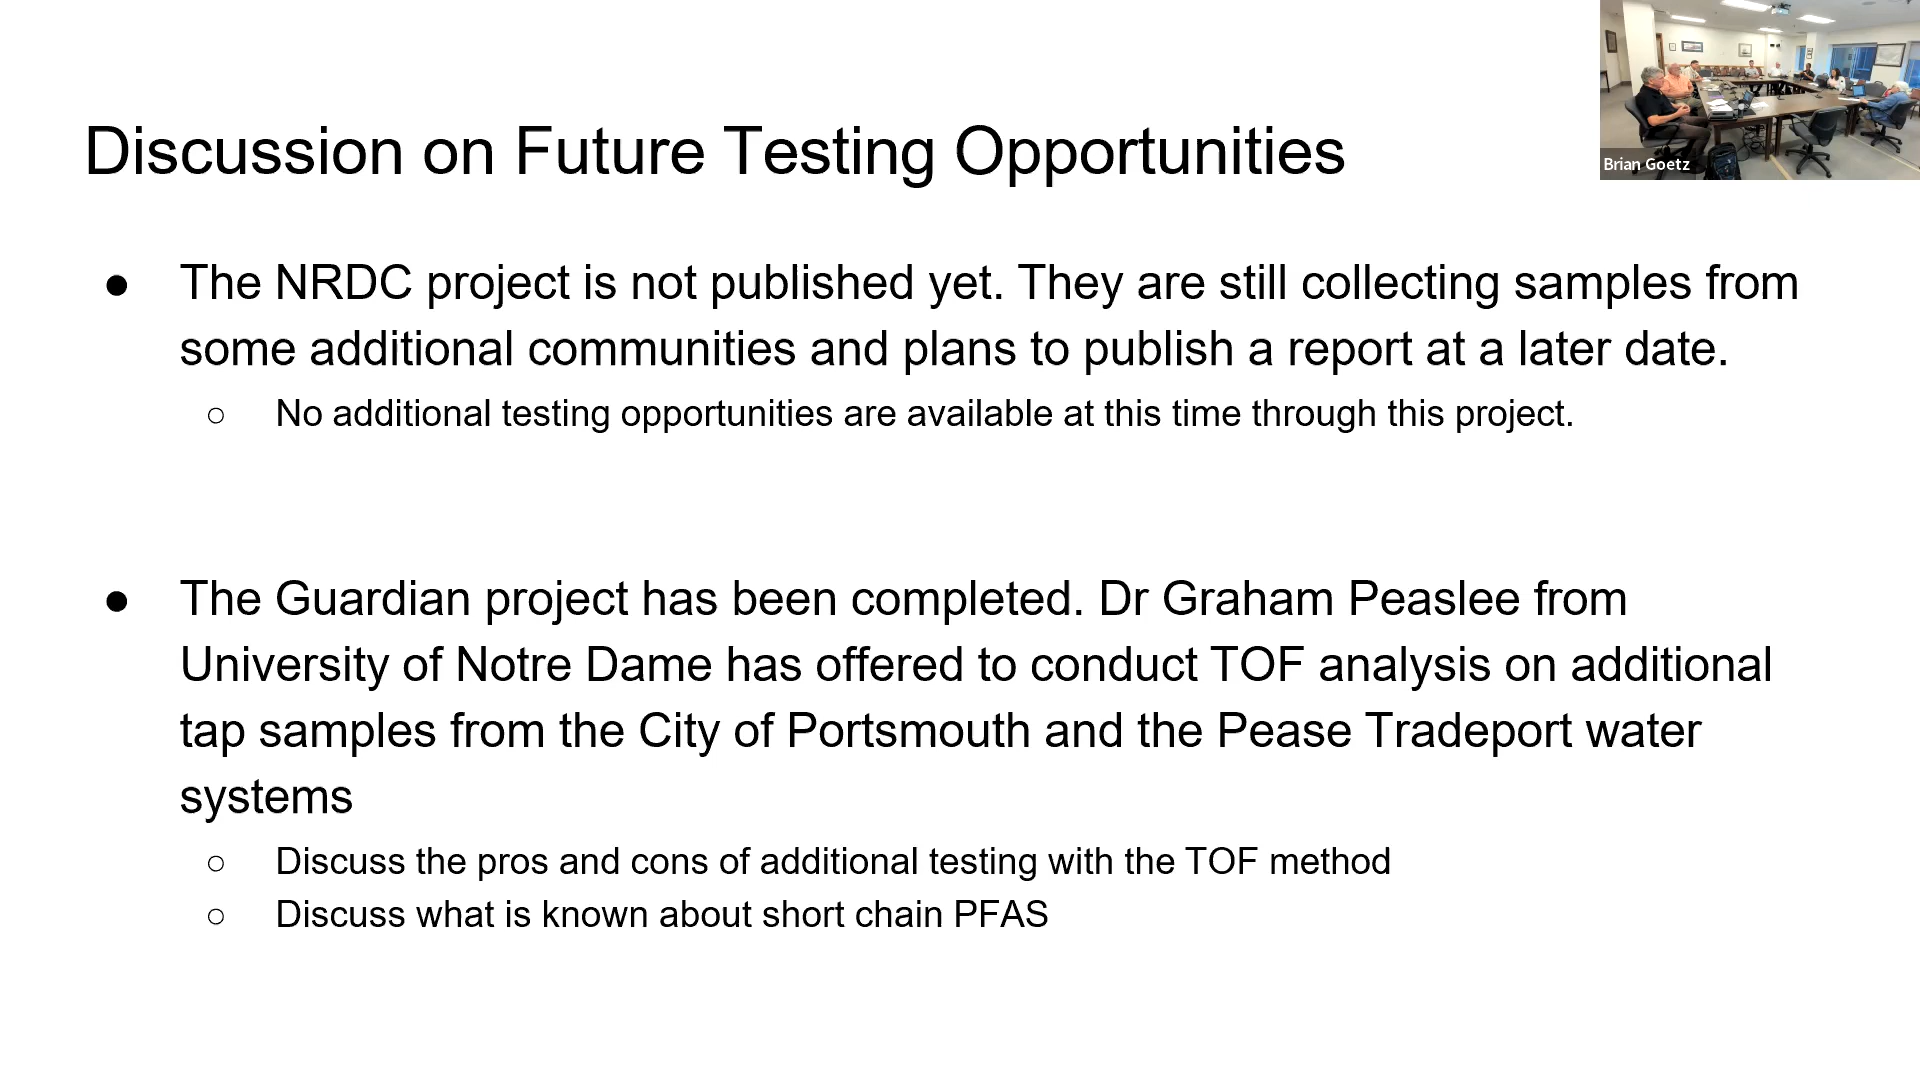 Discussion on Future Testing Opportunities
Brian Goetz
● The NRDC project is not published yet. They are still collecting samples from
some additional communities and plans to publish a report at a later date.
○ No additional testing opportunities are available at this time through this project.
● The Guardian project has been completed. Dr Graham Peaslee from
University of Notre Dame has offered to conduct TOF analysis on additional
tap samples from the City of Portsmouth and the Pease Tradeport water
systems
○ Discuss the pros and cons of additional testing with the TOF method
○ Discuss what is known about short chain PFAS